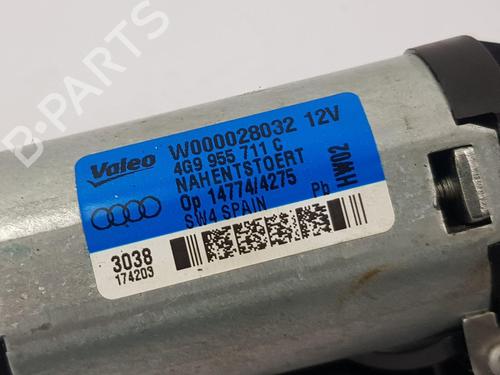 Valeo
W000028032 12V
4G9 955 711 C
NAHENTSTOERT
Op 14774/4275
SW4 SPAIN
Pb
HW02
3038
174203
B PARTS